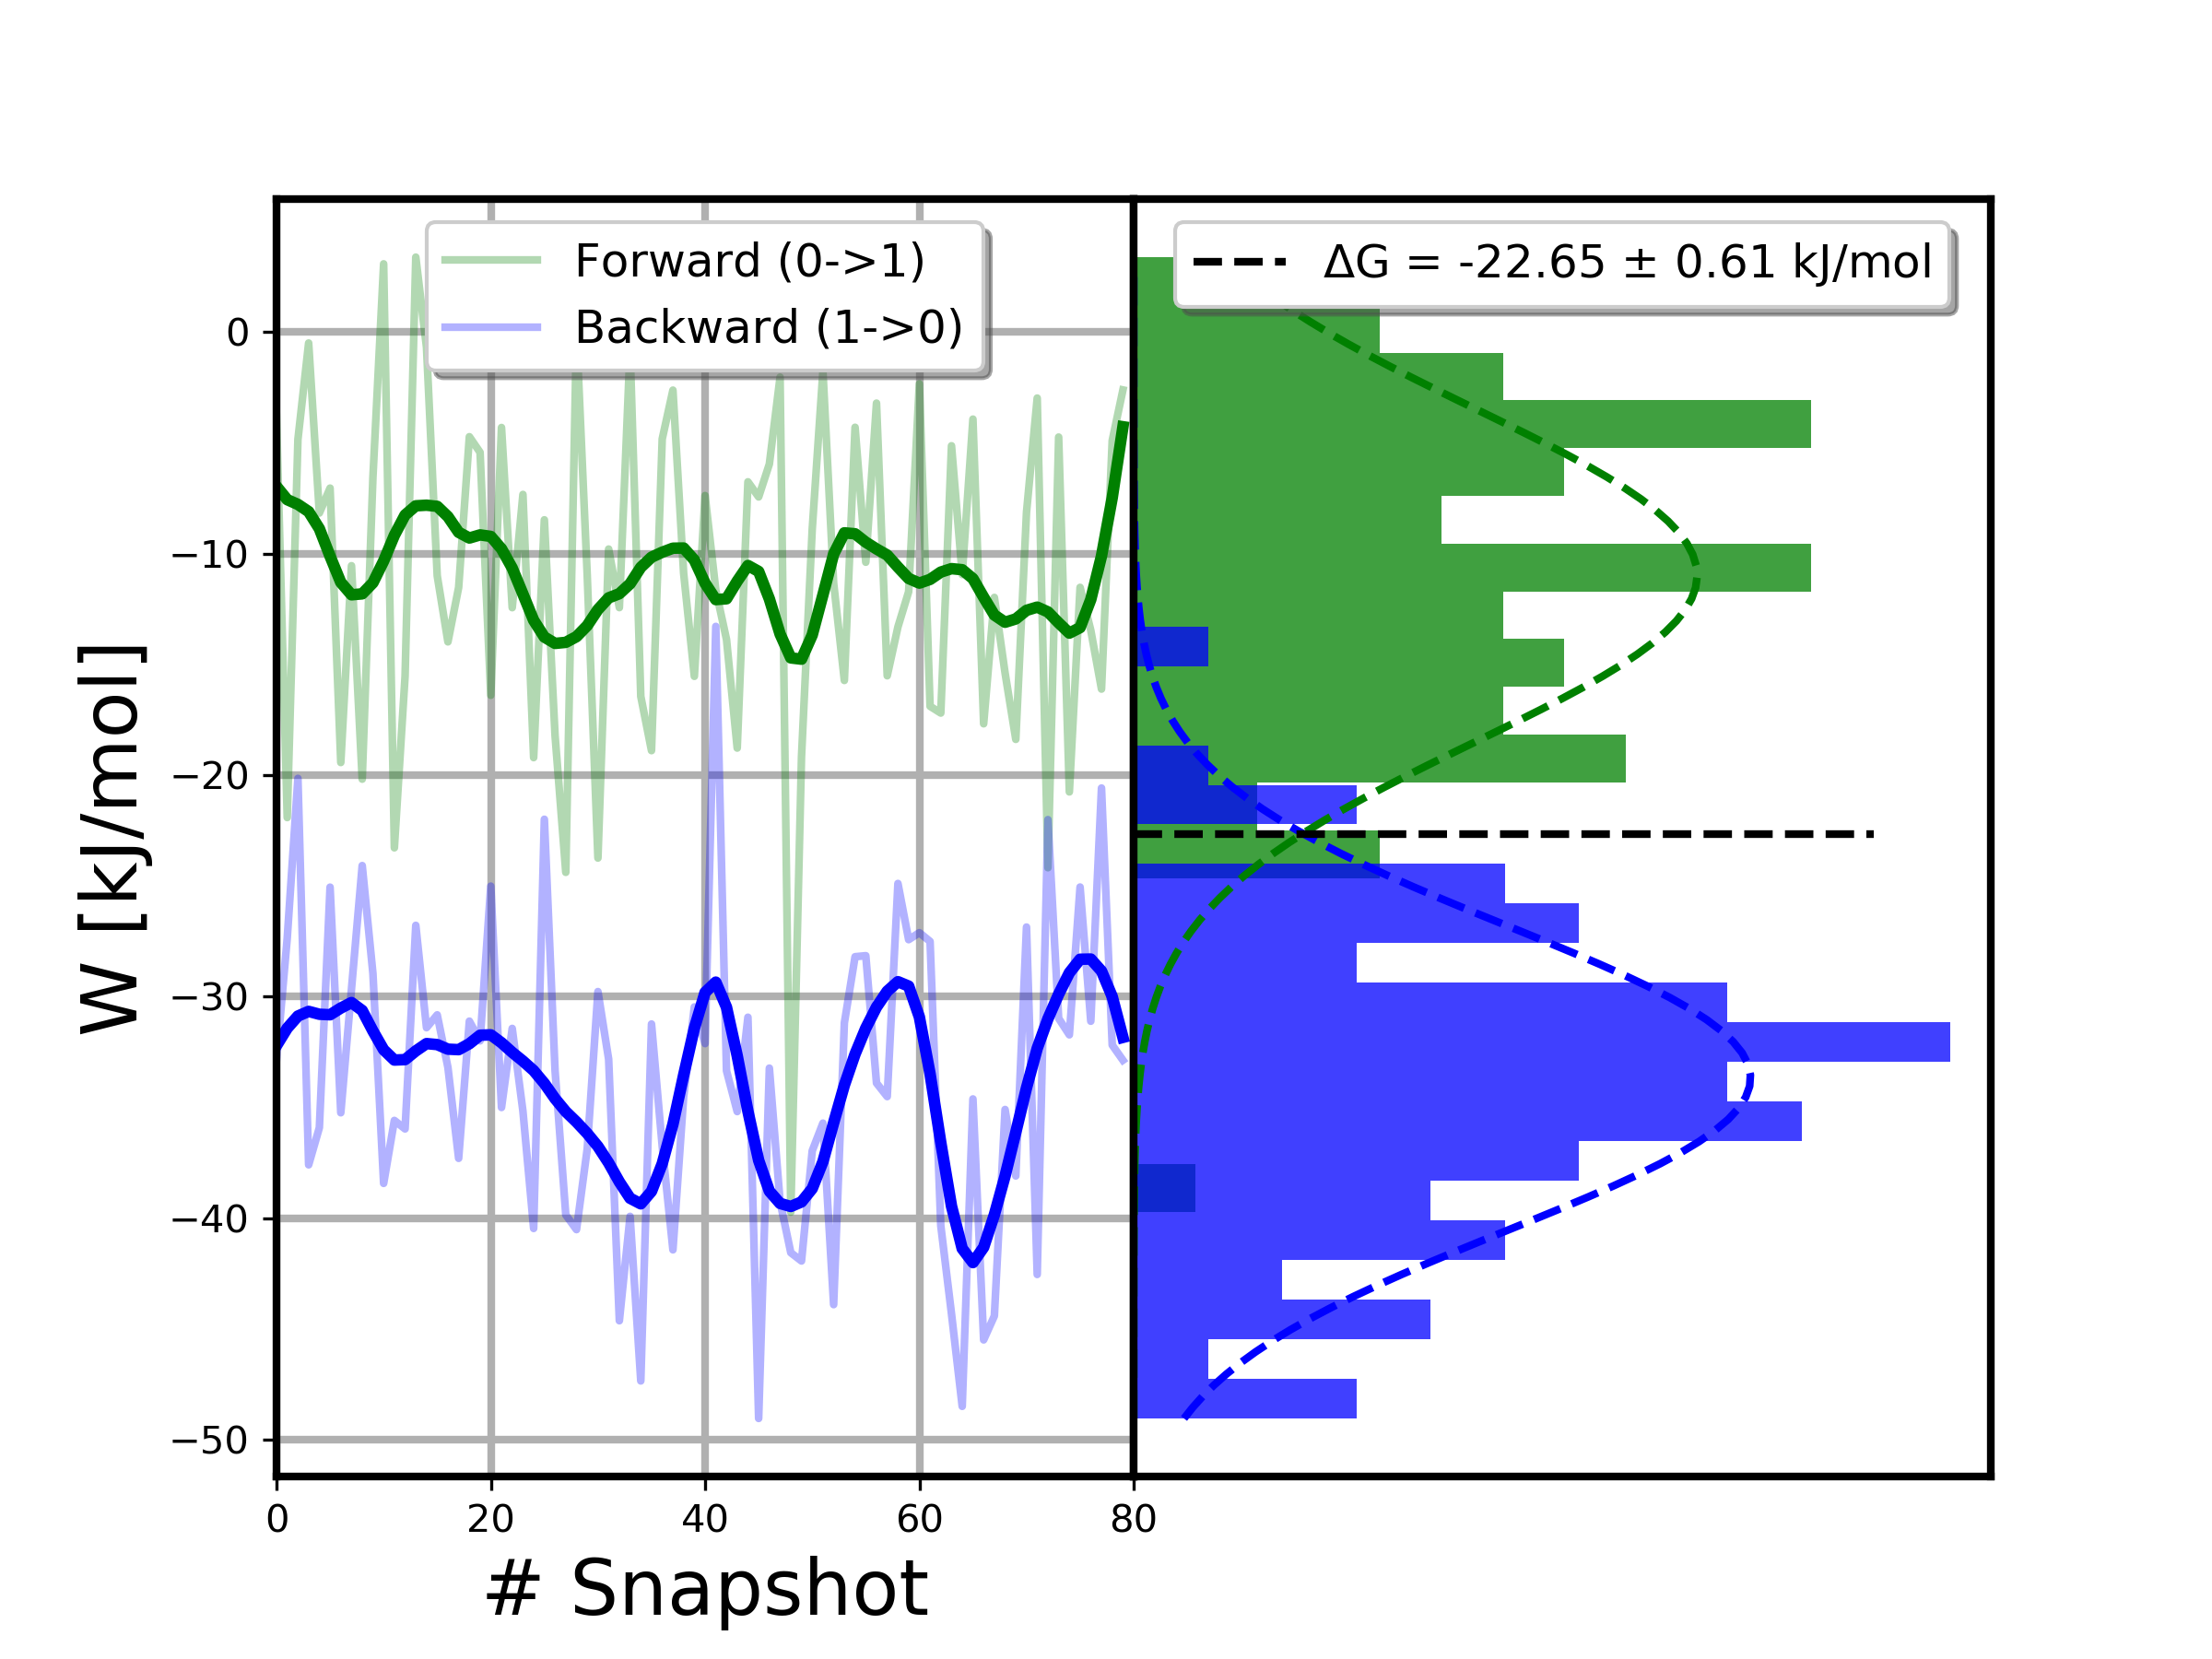 Forward (0->1)
Backward (1->0)
ΔG = -22.65 ± 0.61 kJ/mol
W [kJ/mol]
0
−10
−20
−30
−40
−50
0 20 40 60 80
# Snapshot